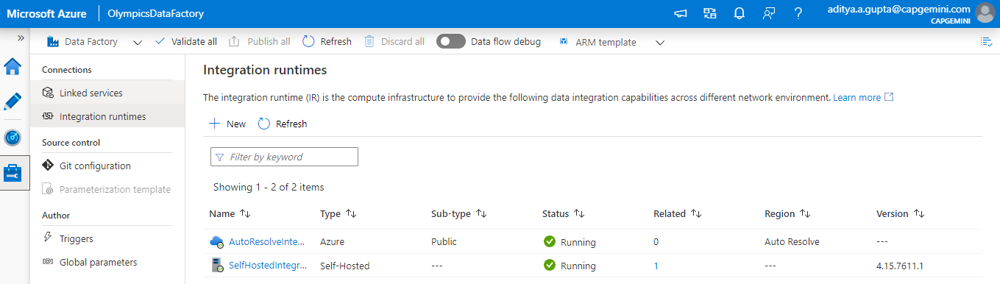 Microsoft Azure OlympicsDataFactory ? aditya.a.gupta@capgemini.com
CAPGEMINI
» Data Factory Validate all Publish all Refresh Discard all Data flow debug ARM template
Connections
Linked services
Integration runtimes
Source control
Git configuration
Parameterization template
Author
Triggers
Global parameters
Integration runtimes
The integration runtime (IR) is the compute infrastructure to provide the following data integration capabilities across different network environment. Learn more
New Refresh
Filter by keyword
Showing 1 - 2 of 2 items
Name Type Sub-type Status Related Region Version
AutoResolveInte... Azure Public Running 0 Auto Resolve ---
SelfHostedIntegr... Self-Hosted --- Running 1 --- 4.15.7611.1